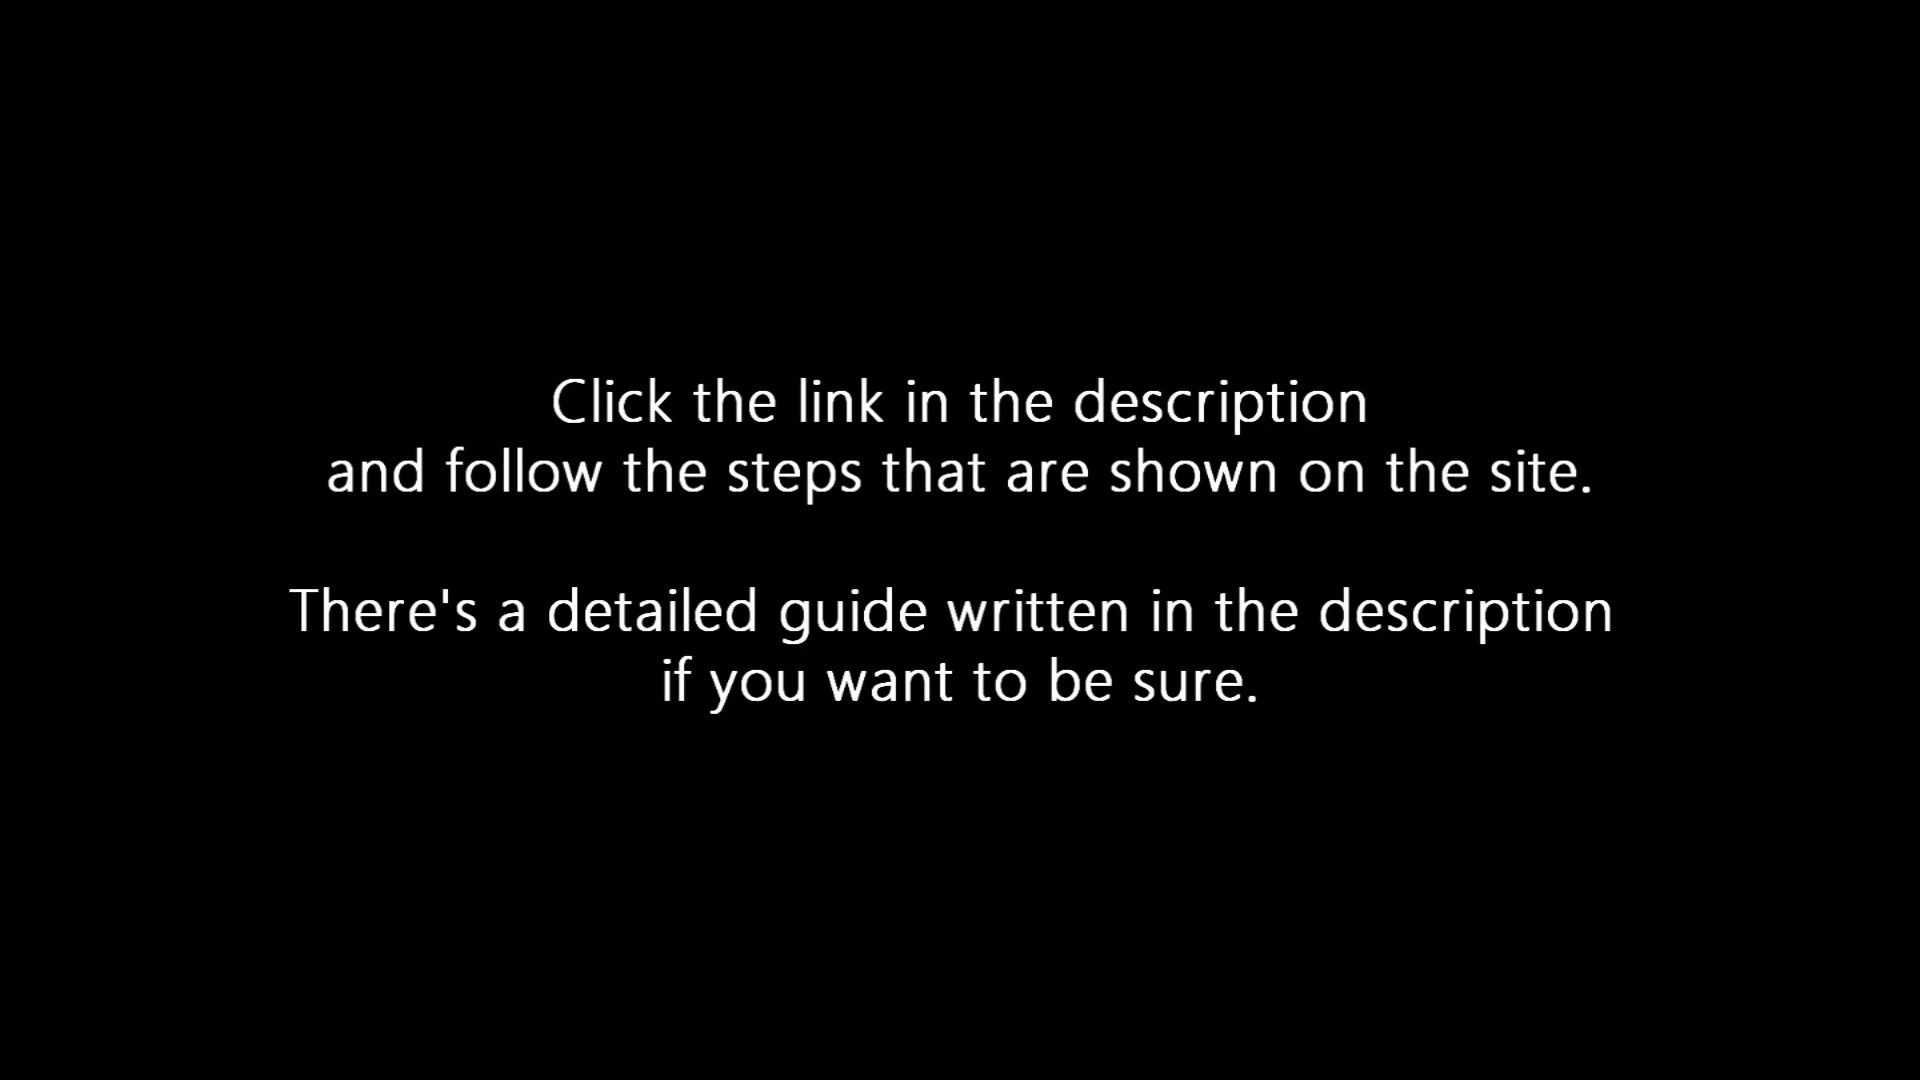 Click the link in the description
and follow the steps that are shown on the site.
There's a detailed guide written in the description
if you want to be sure.